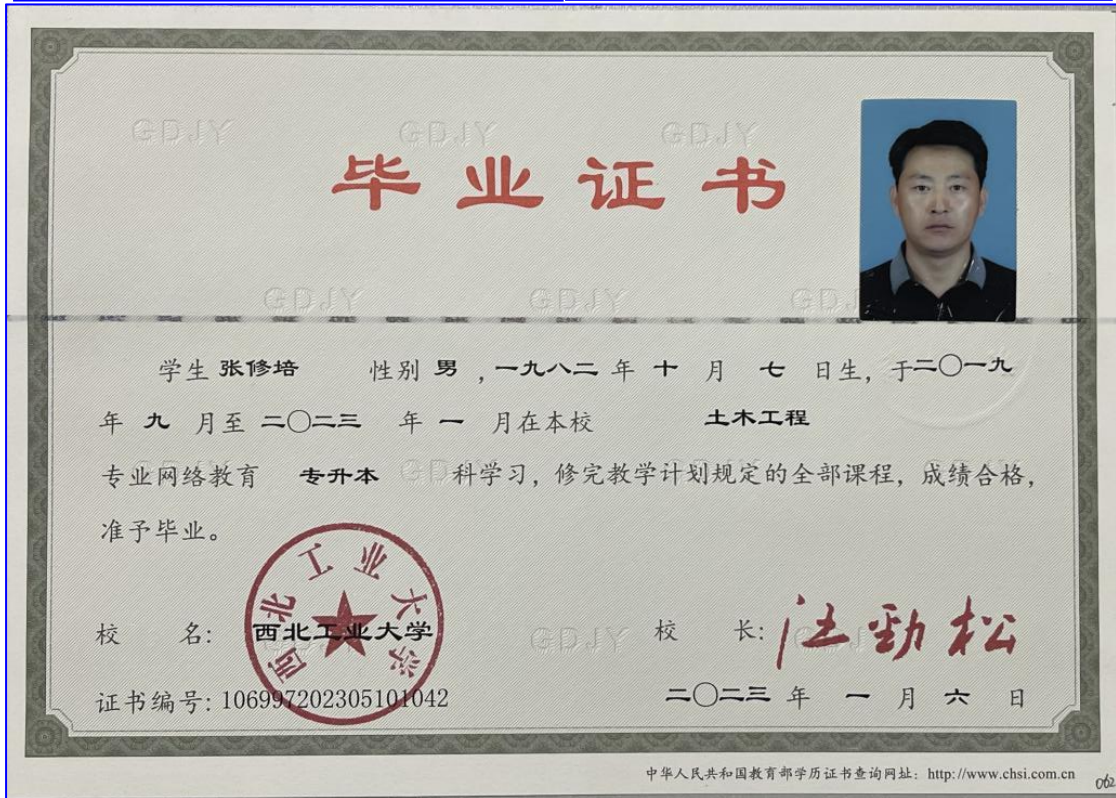 GDJY GDJY GDJY
毕业证书
GDJY GDJY GDJ
学生 张修培 性别 男 ,一九八二 年 十 月 七 日生, 于二〇一九
年 九 月至 二〇二三 年 一 月在本校 土木工程
专业网络教育 专升本 科学习, 修完教学计划规定的全部课程, 成绩合格,
准予毕业。
西北工业大学
校 名: 西北工业大学 GDJY 校 长: 汪劲松
证书编号: 106997202305101042 二〇二三 年 一 月 六 日
中华人民共和国教育部学历证书查询网址: http://www.chsi.com.cn
062